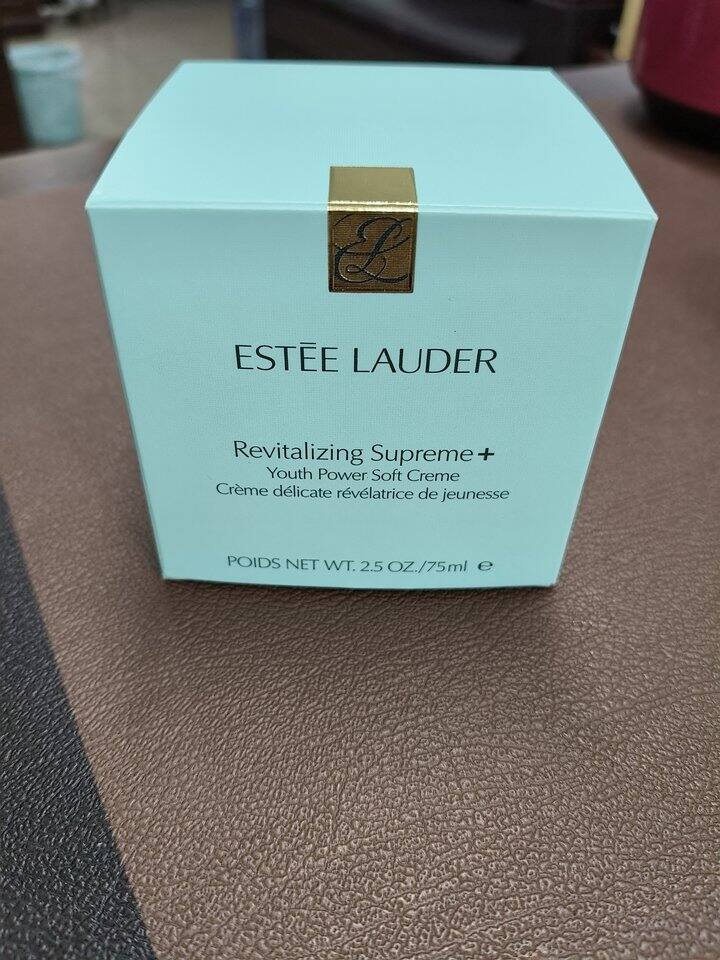 EL
ESTĒE LAUDER
Revitalizing Supreme+
Youth Power Soft Creme
Crème délicate révélatrice de jeunesse
POIDS NET WT. 2.5 OZ./75ml ℮